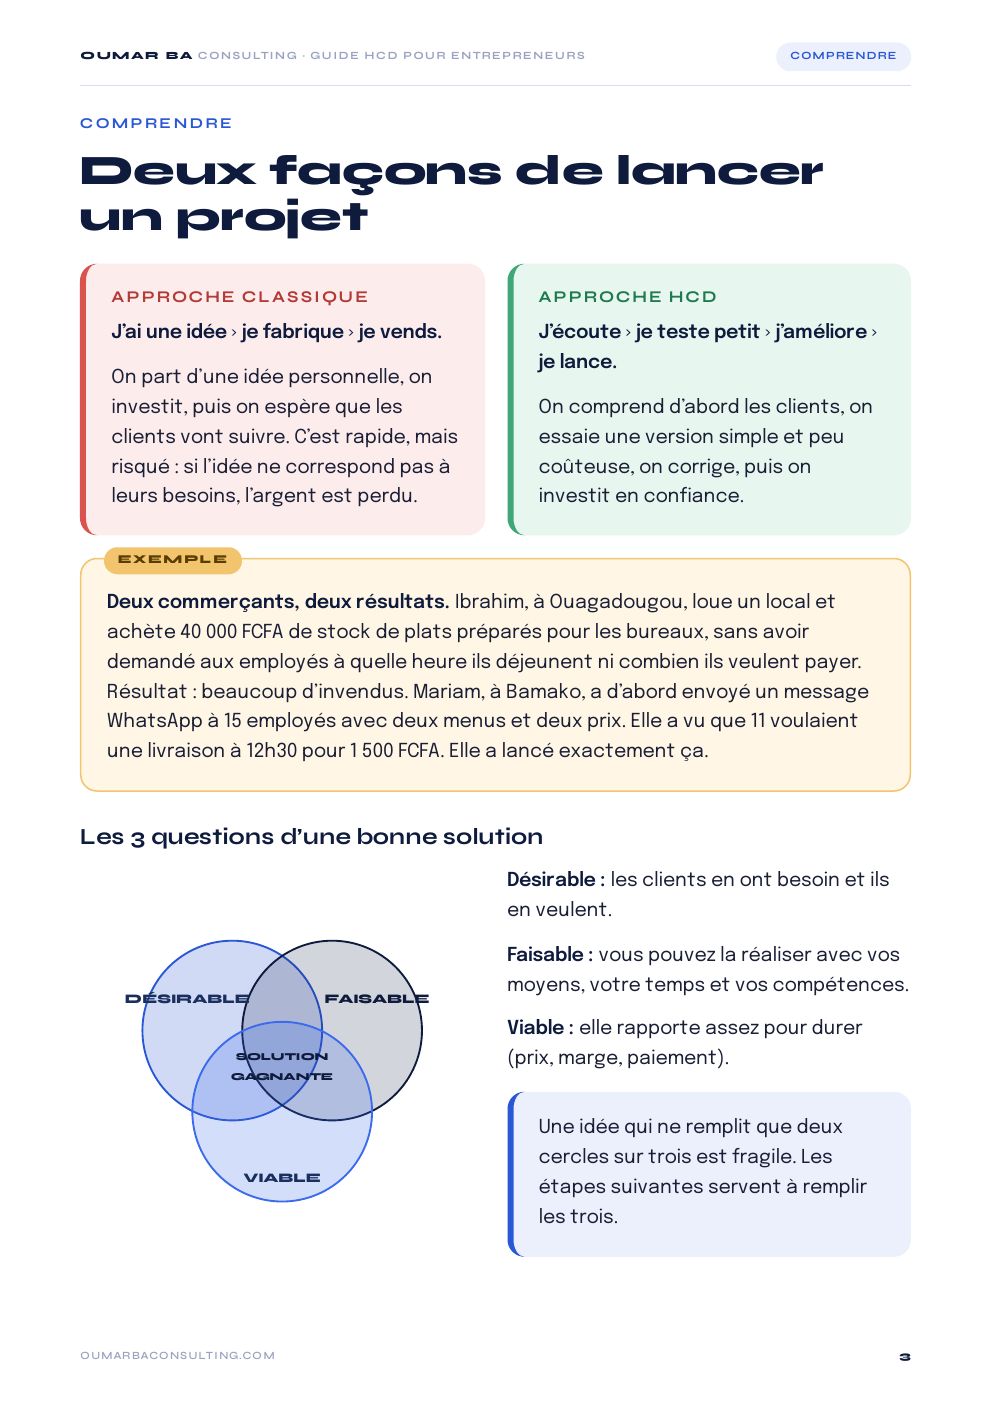 OUMAR BA CONSULTING · GUIDE HCD POUR ENTREPRENEURS
COMPRENDRE
COMPRENDRE
Deux façons de lancer
un projet
APPROCHE CLASSIQUE
J’ai une idée › je fabrique › je vends.
On part d’une idée personnelle, on
investit, puis on espère que les
clients vont suivre. C’est rapide, mais
risqué : si l’idée ne correspond pas à
leurs besoins, l’argent est perdu.
APPROCHE HCD
J’écoute › je teste petit › j’améliore ›
je lance.
On comprend d’abord les clients, on
essaie une version simple et peu
coûteuse, on corrige, puis on
investit en confiance.
EXEMPLE
Deux commerçants, deux résultats. Ibrahim, à Ouagadougou, loue un local et
achète 40 000 FCFA de stock de plats préparés pour les bureaux, sans avoir
demandé aux employés à quelle heure ils déjeunent ni combien ils veulent payer.
Résultat : beaucoup d’invendus. Mariam, à Bamako, a d’abord envoyé un message
WhatsApp à 15 employés avec deux menus et deux prix. Elle a vu que 11 voulaient
une livraison à 12h30 pour 1 500 FCFA. Elle a lancé exactement ça.
Les 3 questions d’une bonne solution
DÉSIRABLE
FAISABLE
SOLUTION
GAGNANTE
VIABLE
Désirable : les clients en ont besoin et ils
en veulent.
Faisable : vous pouvez la réaliser avec vos
moyens, votre temps et vos compétences.
Viable : elle rapporte assez pour durer
(prix, marge, paiement).
Une idée qui ne remplit que deux
cercles sur trois est fragile. Les
étapes suivantes servent à remplir
les trois.
OUMARBACONSULTING.COM
3